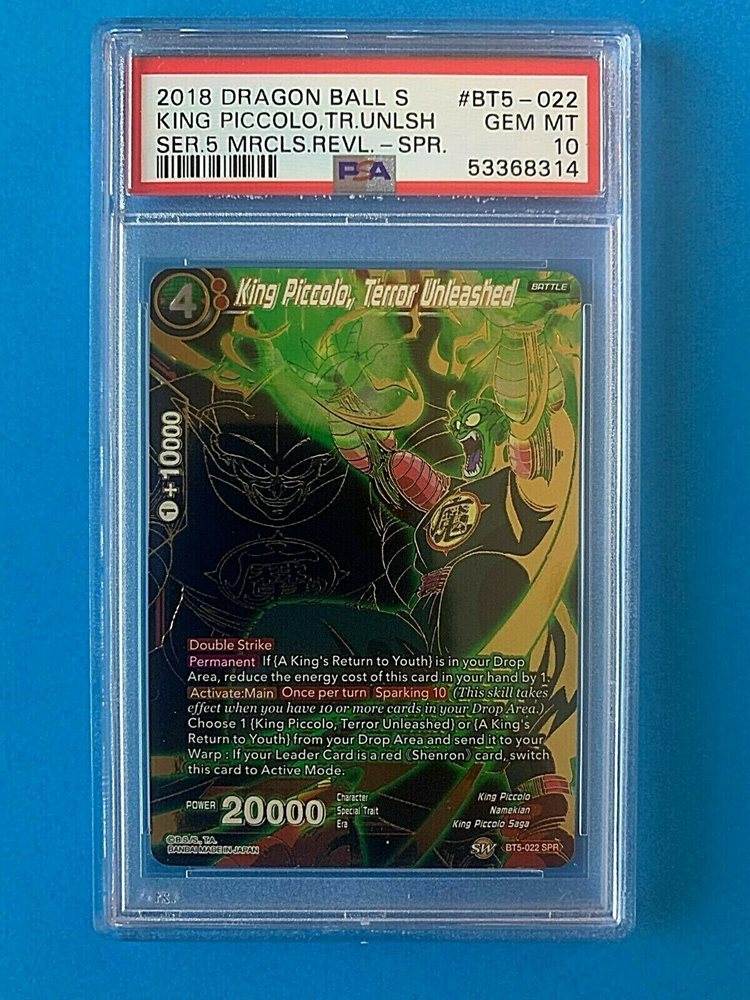 2018 DRAGON BALL S #BT5-022
KING PICCOLO,TR.UNLSH GEM MT
SER.5 MRCLS.REVL.-SPR. 10
PSA 53368314
4 King Piccolo, Terror Unleashed BATTLE
1 +10000
魔
Double Strike
Permanent If {A King's Return to Youth} is in your Drop
Area, reduce the energy cost of this card in your hand by 1.
Activate:Main Once per turn Sparking 10 (This skill takes
effect when you have 10 or more cards in your Drop Area.)
Choose 1 {King Piccolo, Terror Unleashed} or {A King's
Return to Youth} from your Drop Area and send it to your
Warp : If your Leader Card is a red 《Shenron》 card, switch
this card to Active Mode.
POWER 20000
Character King Piccolo
Special Trait Namekian
Era King Piccolo Saga
©B.S./S., T.A.
BANDAI MADE IN JAPAN
SW BT5-022 SPR